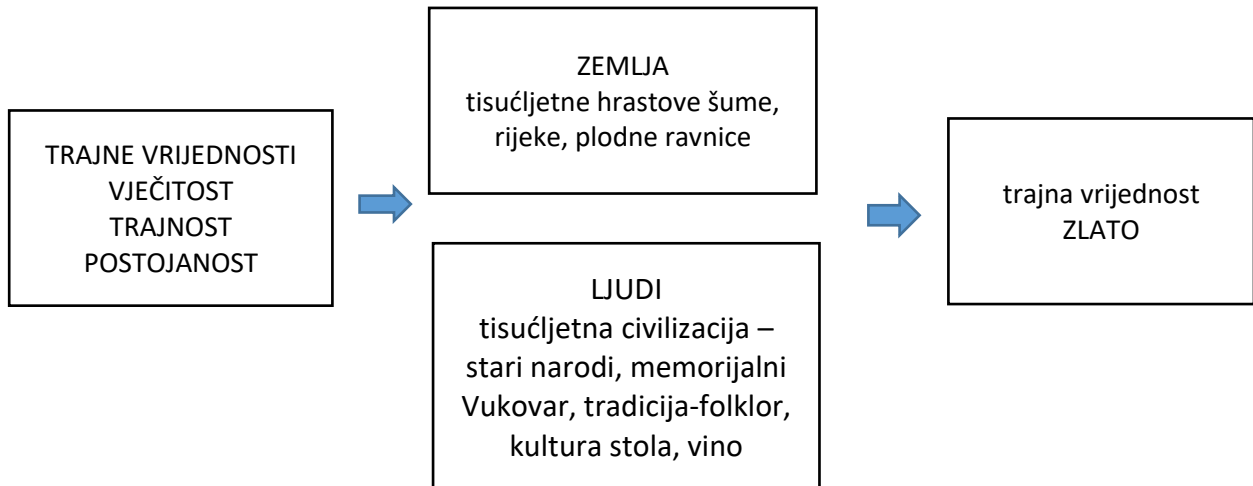 TRAJNE VRIJEDNOSTI
VJEČITOST
TRAJNOST
POSTOJANOST
ZEMLJA
tisućljetne hrastove šume,
rijeke, plodne ravnice
LJUDI
tisućljetna civilizacija –
stari narodi, memorijalni
Vukovar, tradicija-folklor,
kultura stola, vino
trajna vrijednost
ZLATO